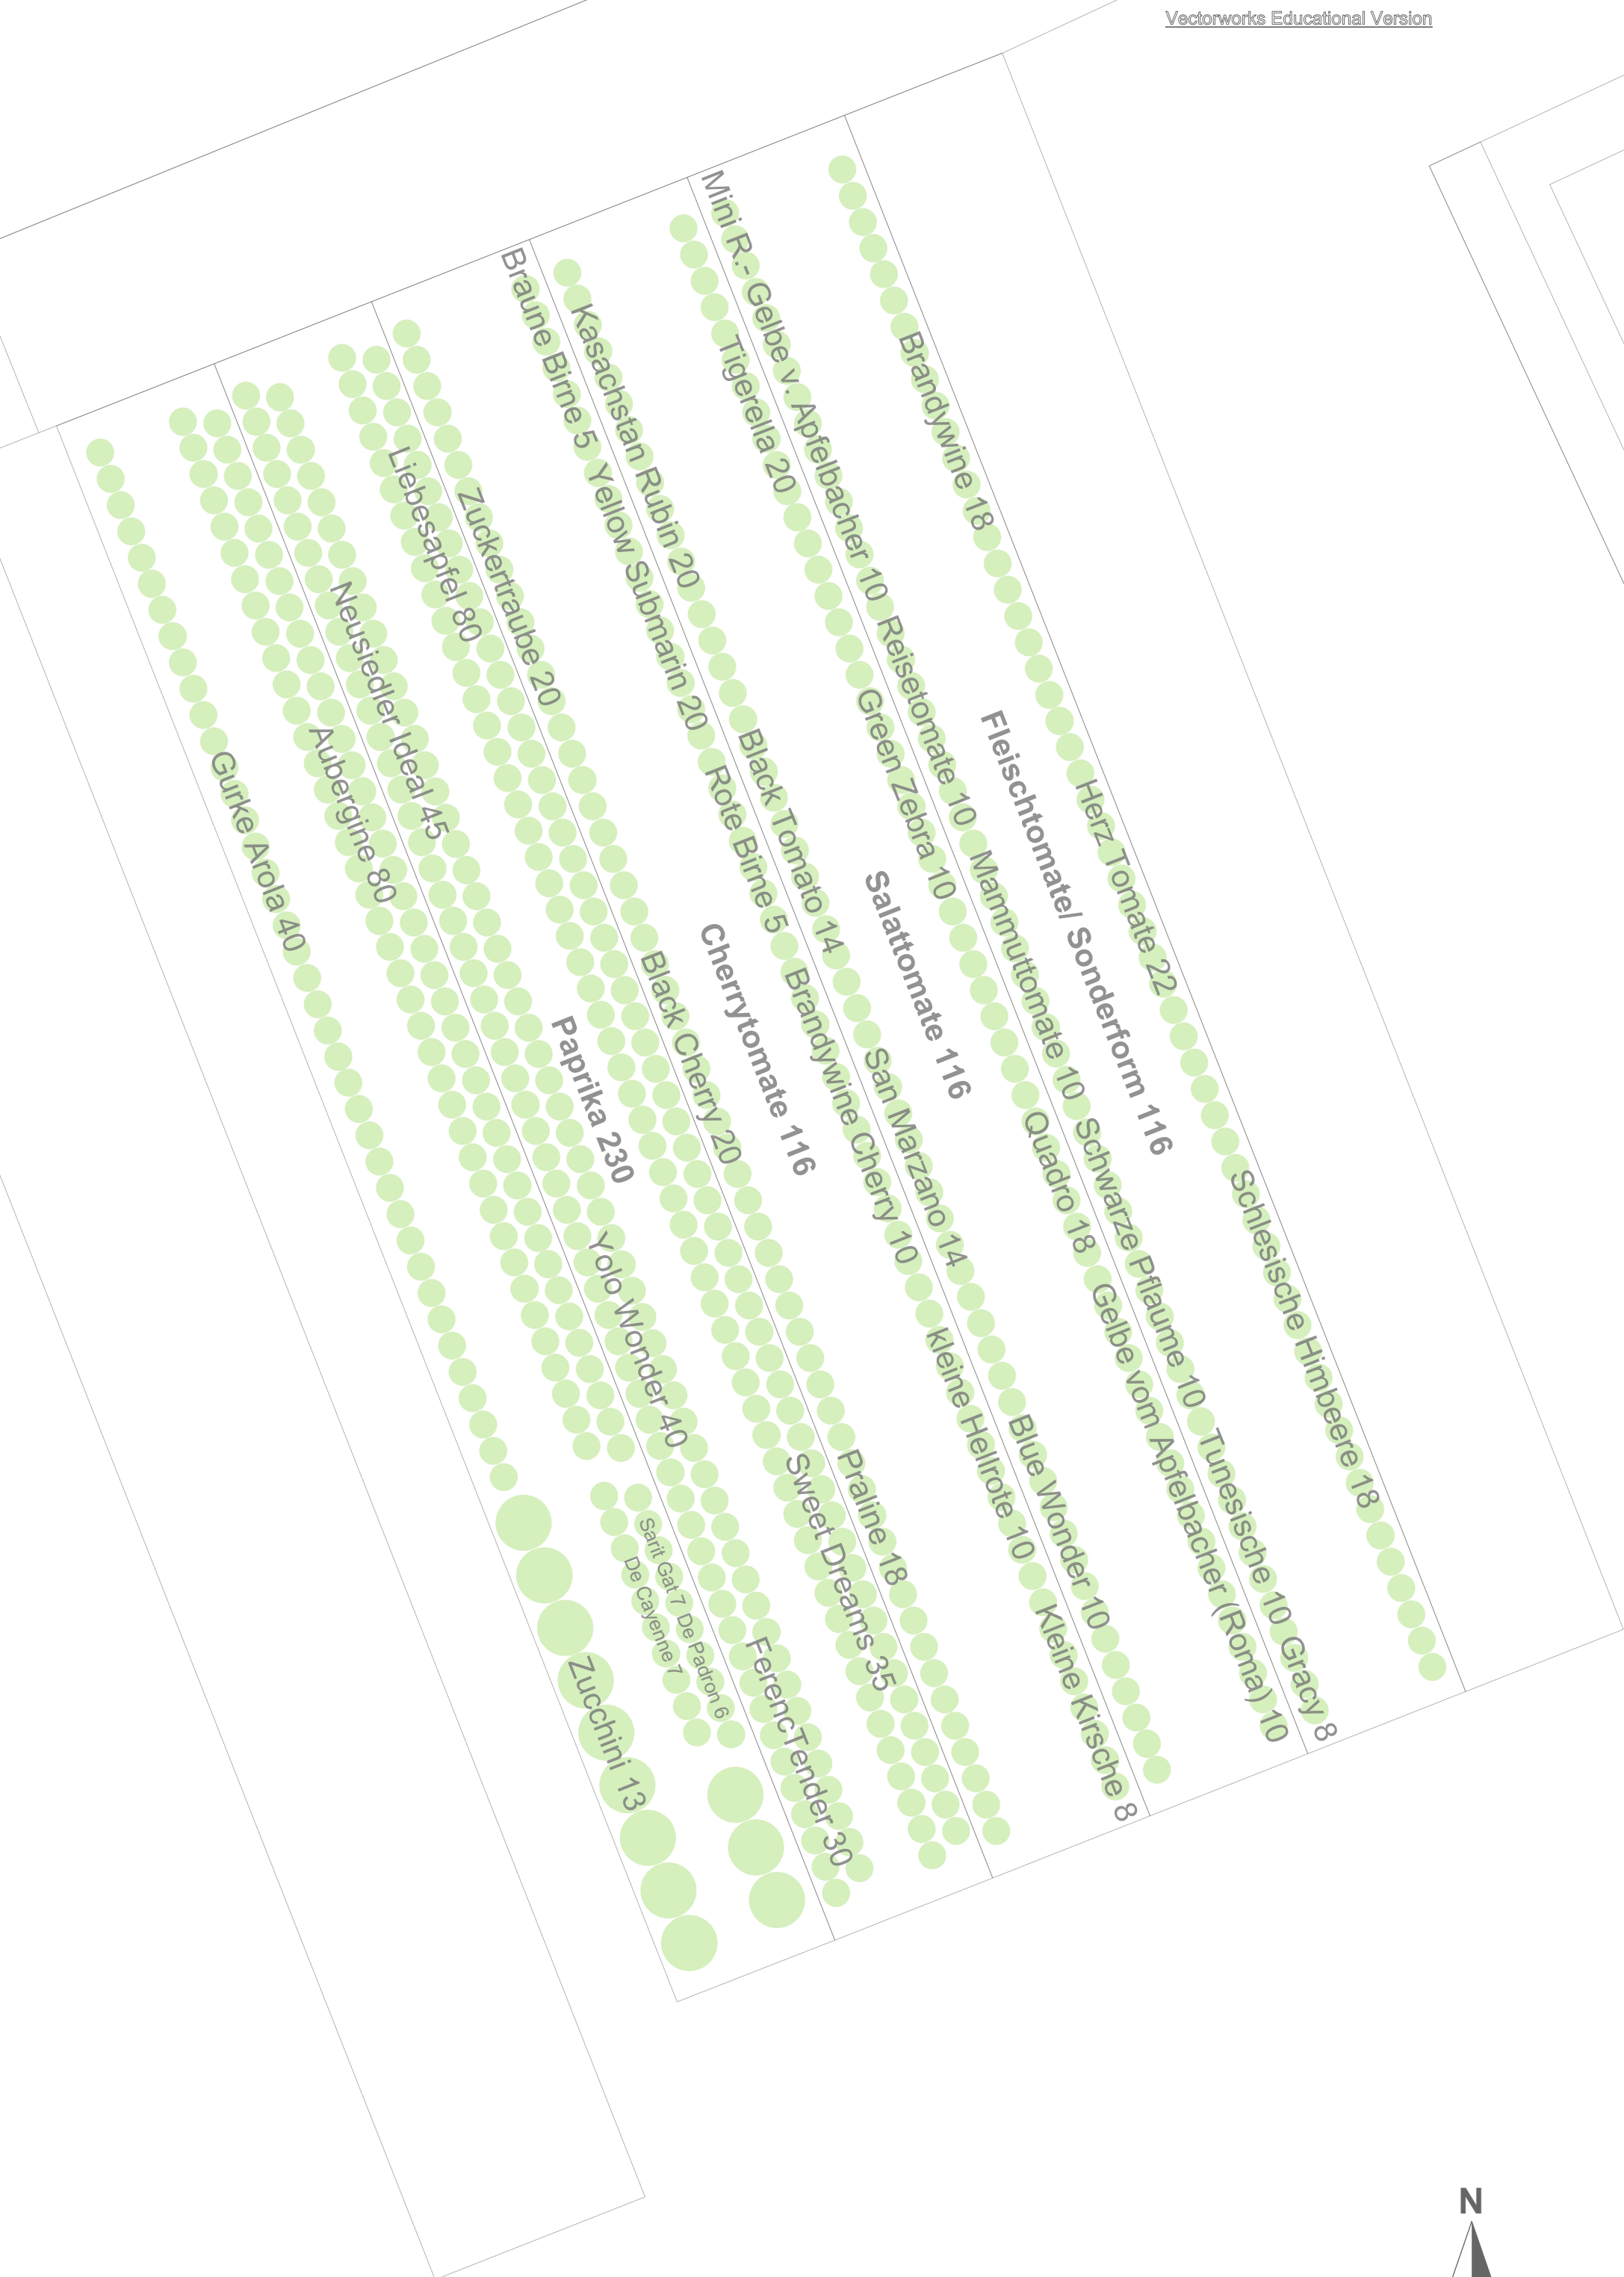 Vectorworks Educational Version
Mini R.- Gelbe v. Apfelbacher 10 Reisetomate 10 Mammuttomate 10 Schwarze Pflaume 10 Tunesische 10 Gracy 8
Brandywine 18
Herz Tomate 22
Schlesische Himbeere 18
Fleischtomate/ Sonderform 116
Tigerella 20
Green Zebra 10
Quadro 18
Gelbe vom Apfelbacher (Roma) 10
Salattomate 116
Kasachstan Rubin 20
Black Tomato 14
San Marzano 14
Blue Wonder 10
Braune Birne 5 Yellow Submarin 20 Rote Birne 5 Brandywine Cherry 10 kleine Hellrote 10 Kleine Kirsche 8
Cherrytomate 116
Zuckertraube 20
Black Cherry 20
Praline 18
Liebesapfel 80
Sweet Dreams 35
Paprika 230
Neusiedler Ideal 45
Yolo Wonder 40
FerencTender 30
Aubergine 80
Sarit Gat 7 De Padron 6
De Cayenne 7
Gurke Arola 40
Zucchini 13
N